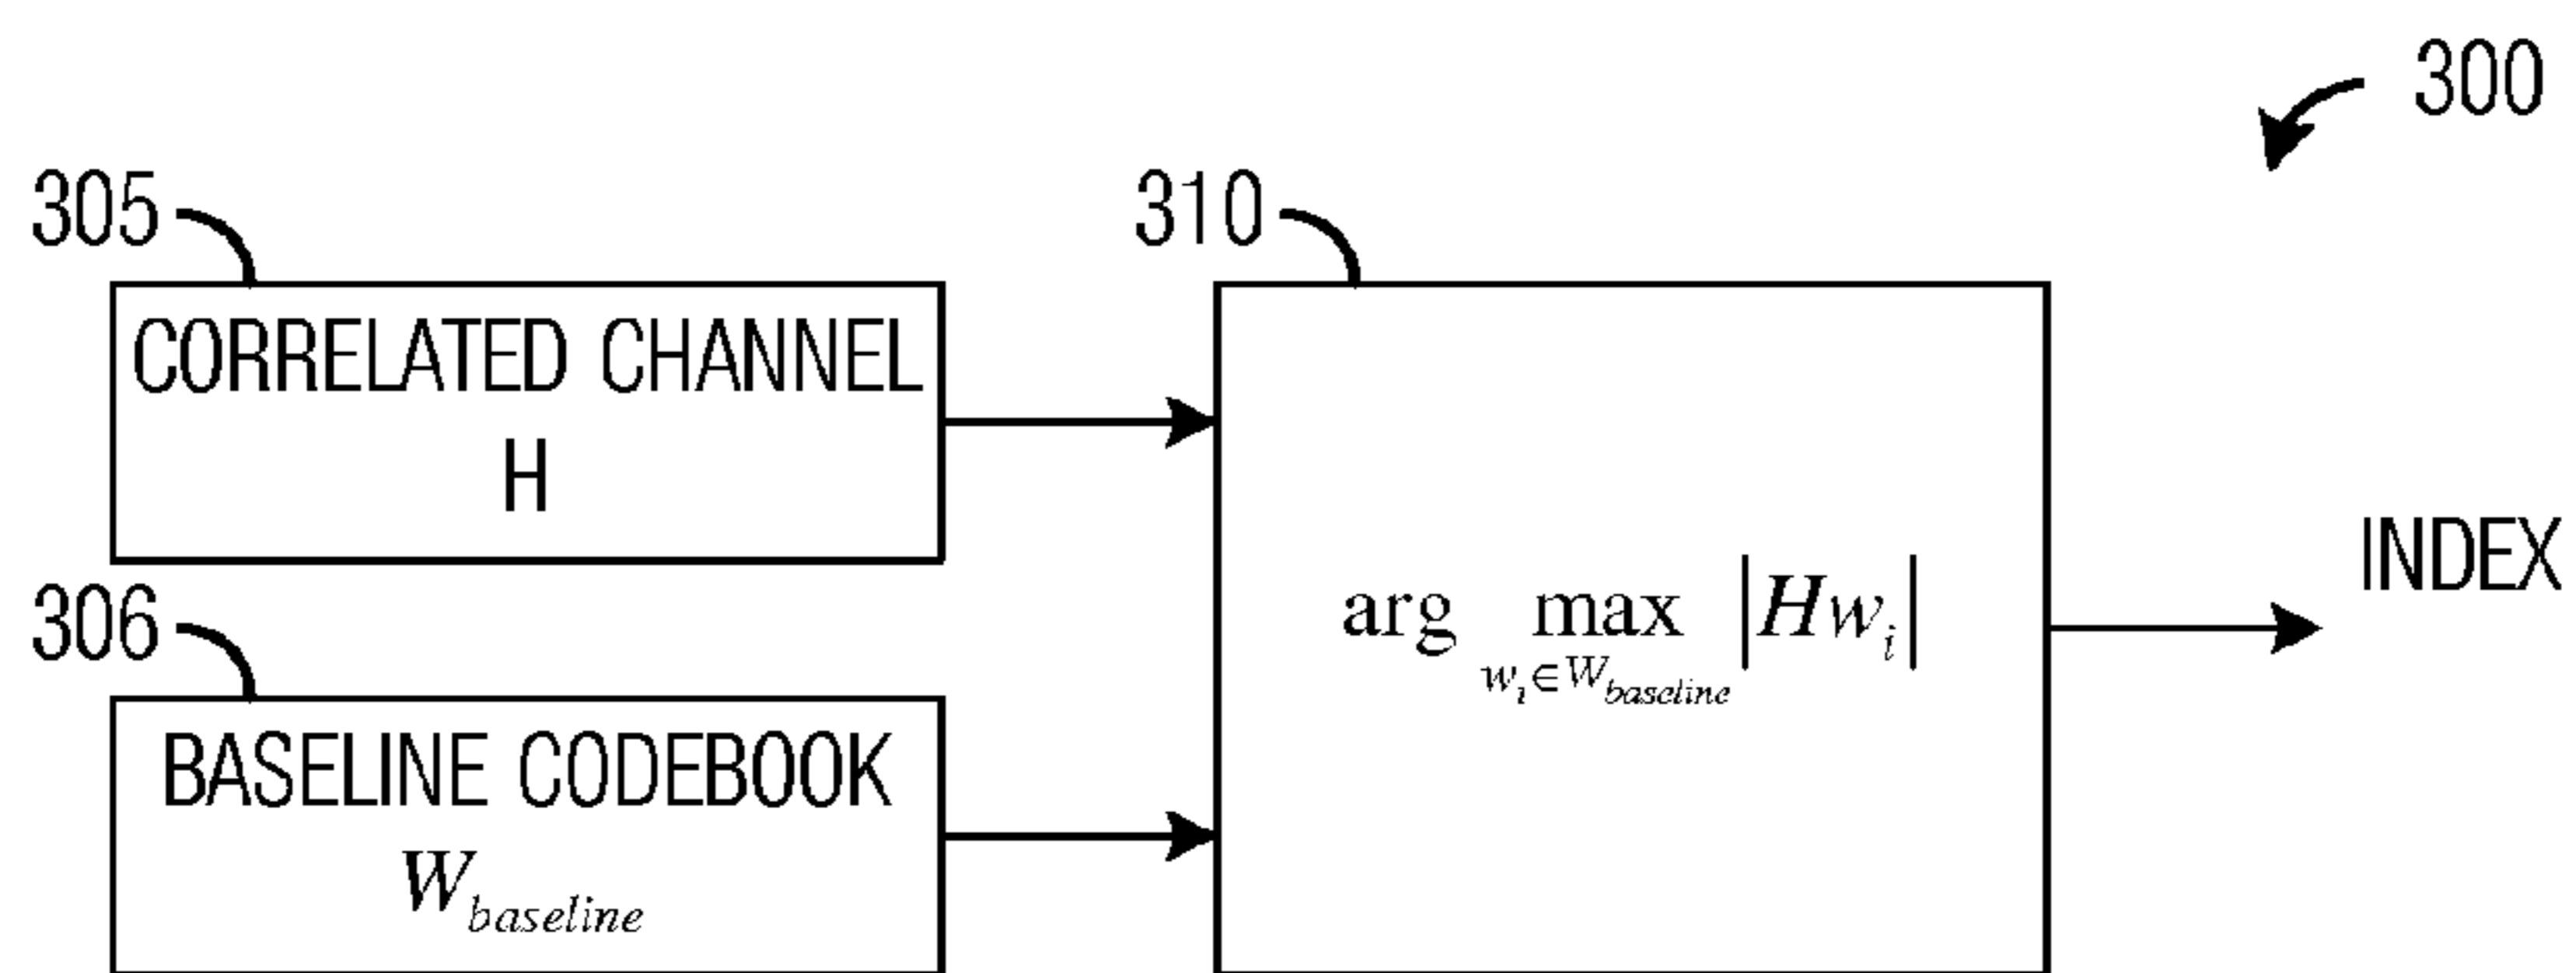 300
305
310
CORRELATED CHANNEL
H
306
BASELINE CODEBOOK
W_baseline
arg max |Hw_i|
w_i∈W_baseline
INDEX